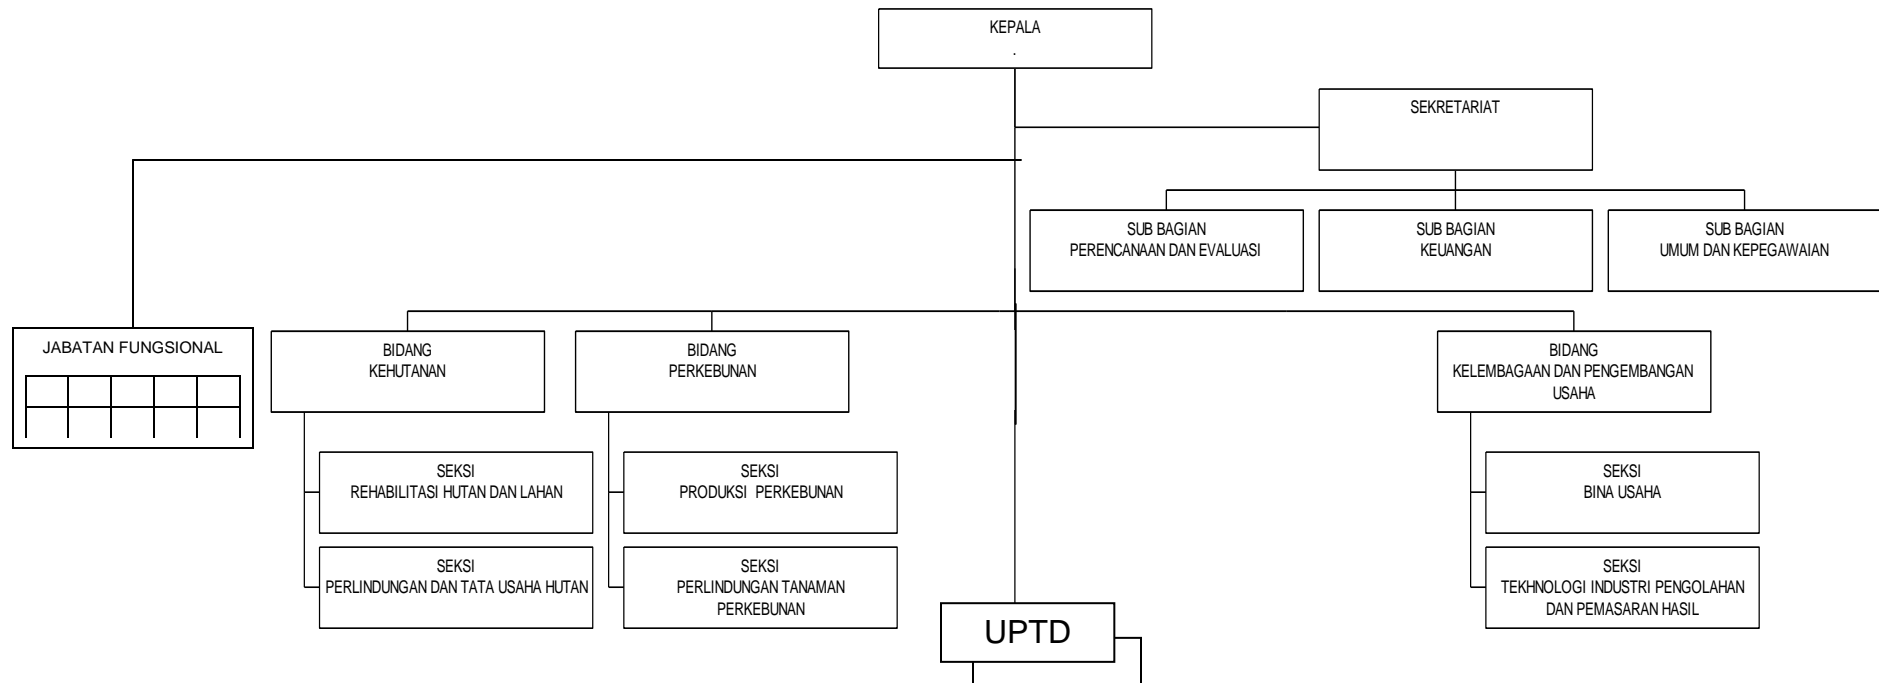 KEPALA
.
SEKRETARIAT
SUB BAGIAN
PERENCANAAN DAN EVALUASI
SUB BAGIAN
KEUANGAN
SUB BAGIAN
UMUM DAN KEPEGAWAIAN
JABATAN FUNGSIONAL
BIDANG
KEHUTANAN
BIDANG
PERKEBUNAN
BIDANG
KELEMBAGAAN DAN PENGEMBANGAN
USAHA
SEKSI
REHABILITASI HUTAN DAN LAHAN
SEKSI
PRODUKSI PERKEBUNAN
SEKSI
BINA USAHA
SEKSI
PERLINDUNGAN DAN TATA USAHA HUTAN
SEKSI
PERLINDUNGAN TANAMAN
PERKEBUNAN
SEKSI
TEKHNOLOGI INDUSTRI PENGOLAHAN
DAN PEMASARAN HASIL
UPTD